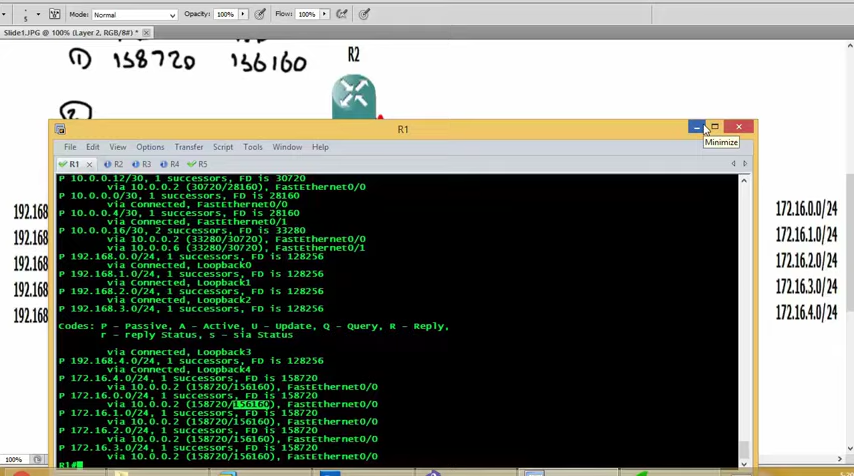 5 Mode: Normal Opacity: 100% Flow: 100%
Slide1.JPG @ 100% (Layer 2, RGB/8#) *
① 158720 156160
R2
②
R1
Minimize
File Edit View Options Transfer Script Tools Window Help
R1 R2 R3 R4 R5
P 10.0.0.12/30, 1 successors, FD is 30720
via 10.0.0.2 (30720/28160), FastEthernet0/0
P 10.0.0.0/30, 1 successors, FD is 28160
via Connected, FastEthernet0/0
P 10.0.0.4/30, 1 successors, FD is 28160
via Connected, FastEthernet0/1
P 10.0.0.16/30, 2 successors, FD is 33280
via 10.0.0.2 (33280/30720), FastEthernet0/0
via 10.0.0.6 (33280/30720), FastEthernet0/1
P 192.168.0.0/24, 1 successors, FD is 128256
via Connected, Loopback0
P 192.168.1.0/24, 1 successors, FD is 128256
via Connected, Loopback1
P 192.168.2.0/24, 1 successors, FD is 128256
via Connected, Loopback2
P 192.168.3.0/24, 1 successors, FD is 128256
Codes: P - Passive, A - Active, U - Update, Q - Query, R - Reply,
r - reply Status, s - sia Status
via Connected, Loopback3
P 192.168.4.0/24, 1 successors, FD is 128256
via Connected, Loopback4
P 172.16.4.0/24, 1 successors, FD is 158720
via 10.0.0.2 (158720/156160), FastEthernet0/0
P 172.16.0.0/24, 1 successors, FD is 158720
via 10.0.0.2 (158720/156160), FastEthernet0/0
P 172.16.1.0/24, 1 successors, FD is 158720
via 10.0.0.2 (158720/156160), FastEthernet0/0
P 172.16.2.0/24, 1 successors, FD is 158720
via 10.0.0.2 (158720/156160), FastEthernet0/0
P 172.16.3.0/24, 1 successors, FD is 158720
via 10.0.0.2 (158720/156160), FastEthernet0/0
R1#
192.168
192.168
192.168
192.168
192.168
172.16.0.0/24
172.16.1.0/24
172.16.2.0/24
172.16.3.0/24
172.16.4.0/24
100%